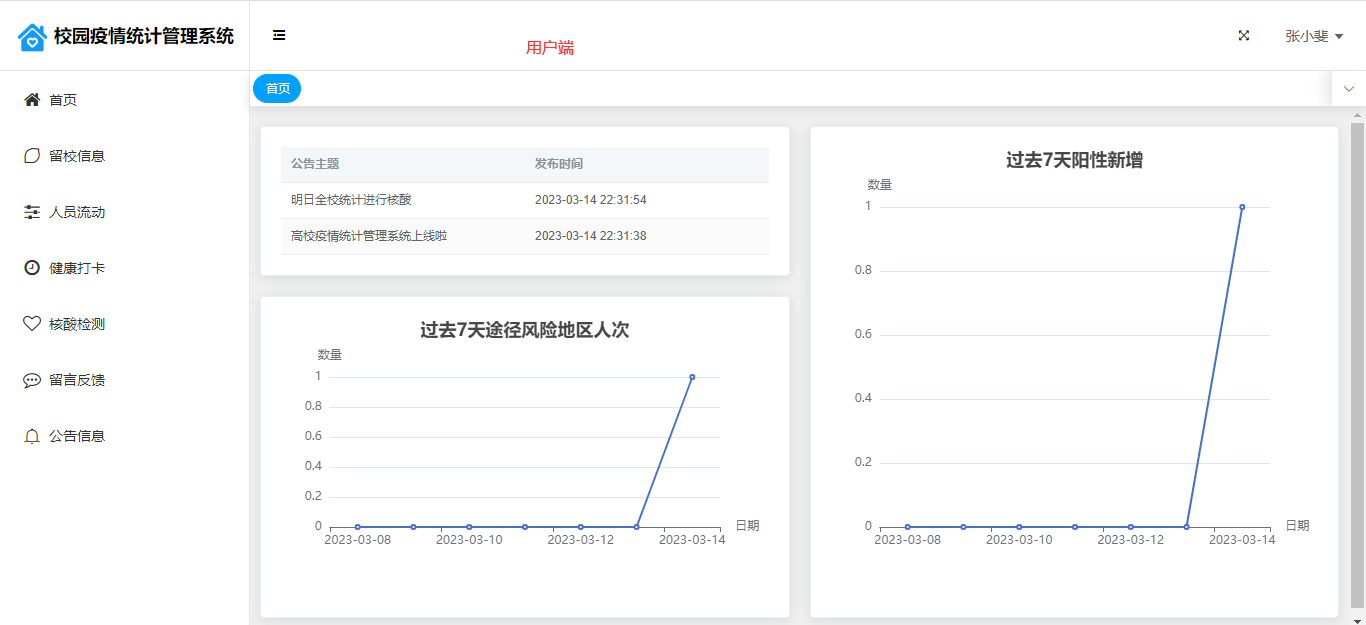 校园疫情统计管理系统
用户端
张小斐
首页
首页
留校信息
人员流动
健康打卡
核酸检测
留言反馈
公告信息
公告主题 发布时间
明日全校统计进行核酸 2023-03-14 22:31:54
高校疫情统计管理系统上线啦 2023-03-14 22:31:38
过去7天途径风险地区人次
数量
1
0.8
0.6
0.4
0.2
0
日期
2023-03-08 2023-03-10 2023-03-12 2023-03-14
过去7天阳性新增
数量
1
0.8
0.6
0.4
0.2
0
日期
2023-03-08 2023-03-10 2023-03-12 2023-03-14